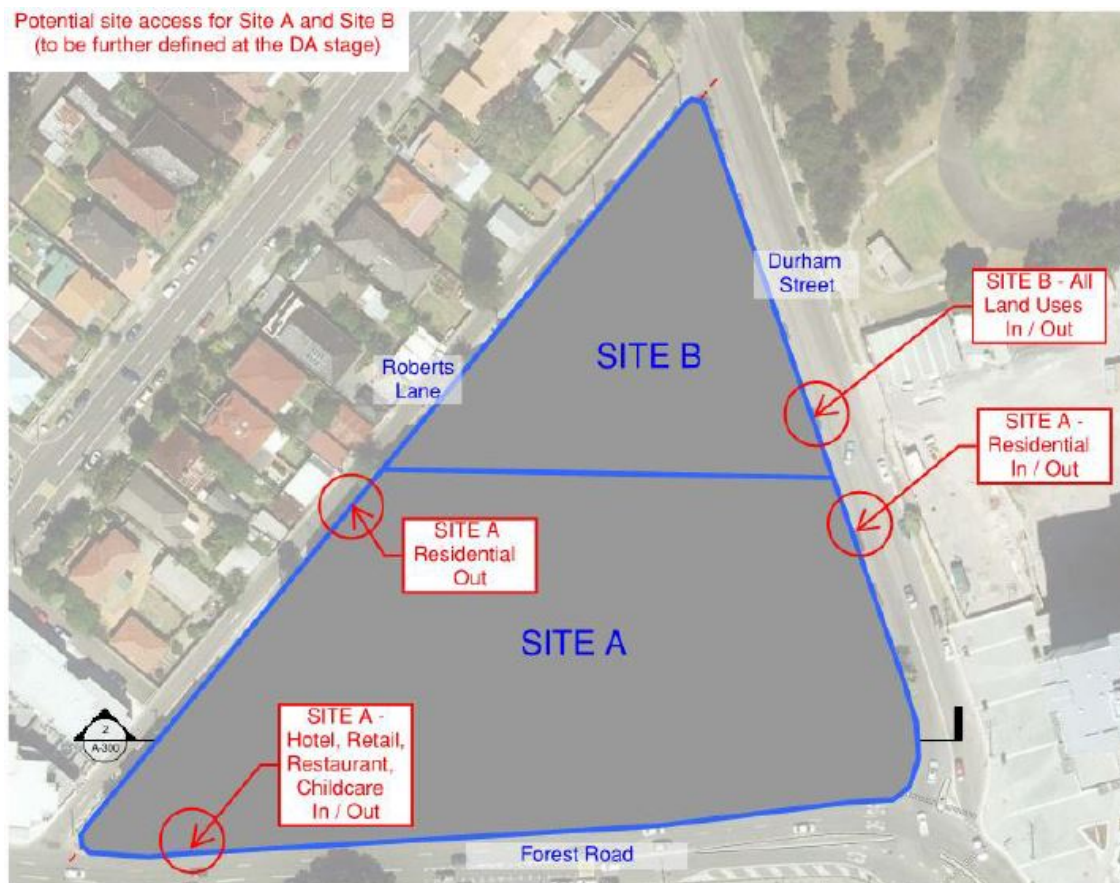 Potential site access for Site A and Site B
(to be further defined at the DA stage)
Durham
Street
SITE B - All
Land Uses
In / Out
SITE B
Roberts
Lane
SITE A -
Residential
In / Out
SITE A
Residential
Out
SITE A
SITE A -
Hotel, Retail,
Restaurant,
Childcare
In / Out
2
A-300
Forest Road